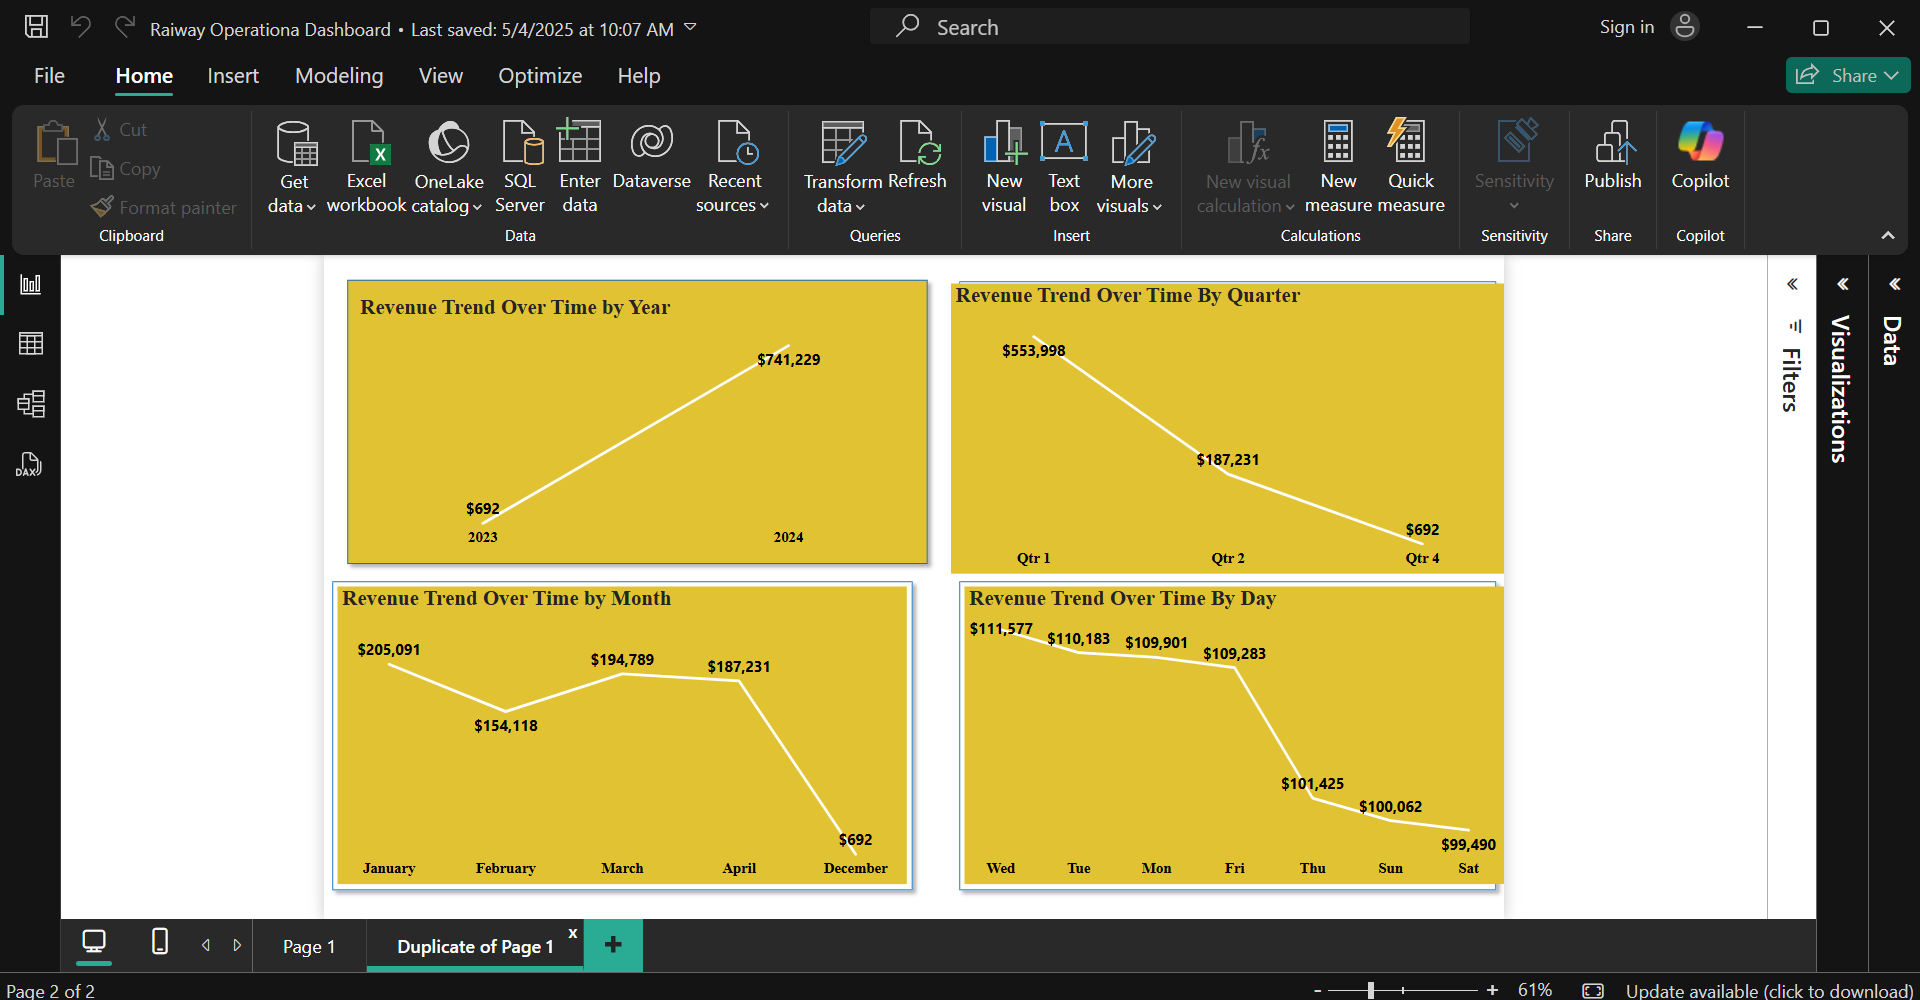 Raiway Operationa Dashboard • Last saved: 5/4/2025 at 10:07 AM
Search
Sign in
File Home Insert Modeling View Optimize Help
Share
Paste
Cut
Copy
Format painter
Clipboard
Get data
Excel workbook
OneLake catalog
SQL Server
Enter data
Dataverse
Recent sources
Data
Transform data
Refresh
Queries
New visual
Text box
A
More visuals
Insert
New visual calculation
New measure
Quick measure
Calculations
Sensitivity
Sensitivity
Publish
Share
Copilot
Copilot
DAX
Revenue Trend Over Time by Year
$741,229
$692
2023 2024
Revenue Trend Over Time By Quarter
$553,998
$187,231
$692
Qtr 1 Qtr 2 Qtr 4
Revenue Trend Over Time by Month
$205,091
$194,789
$187,231
$154,118
$692
January February March April December
Revenue Trend Over Time By Day
$111,577
$110,183
$109,901
$109,283
$101,425
$100,062
$99,490
Wed Tue Mon Fri Thu Sun Sat
Filters
Visualizations
Data
Page 1
Duplicate of Page 1
x
+
Page 2 of 2
- + 61%
Update available (click to download)